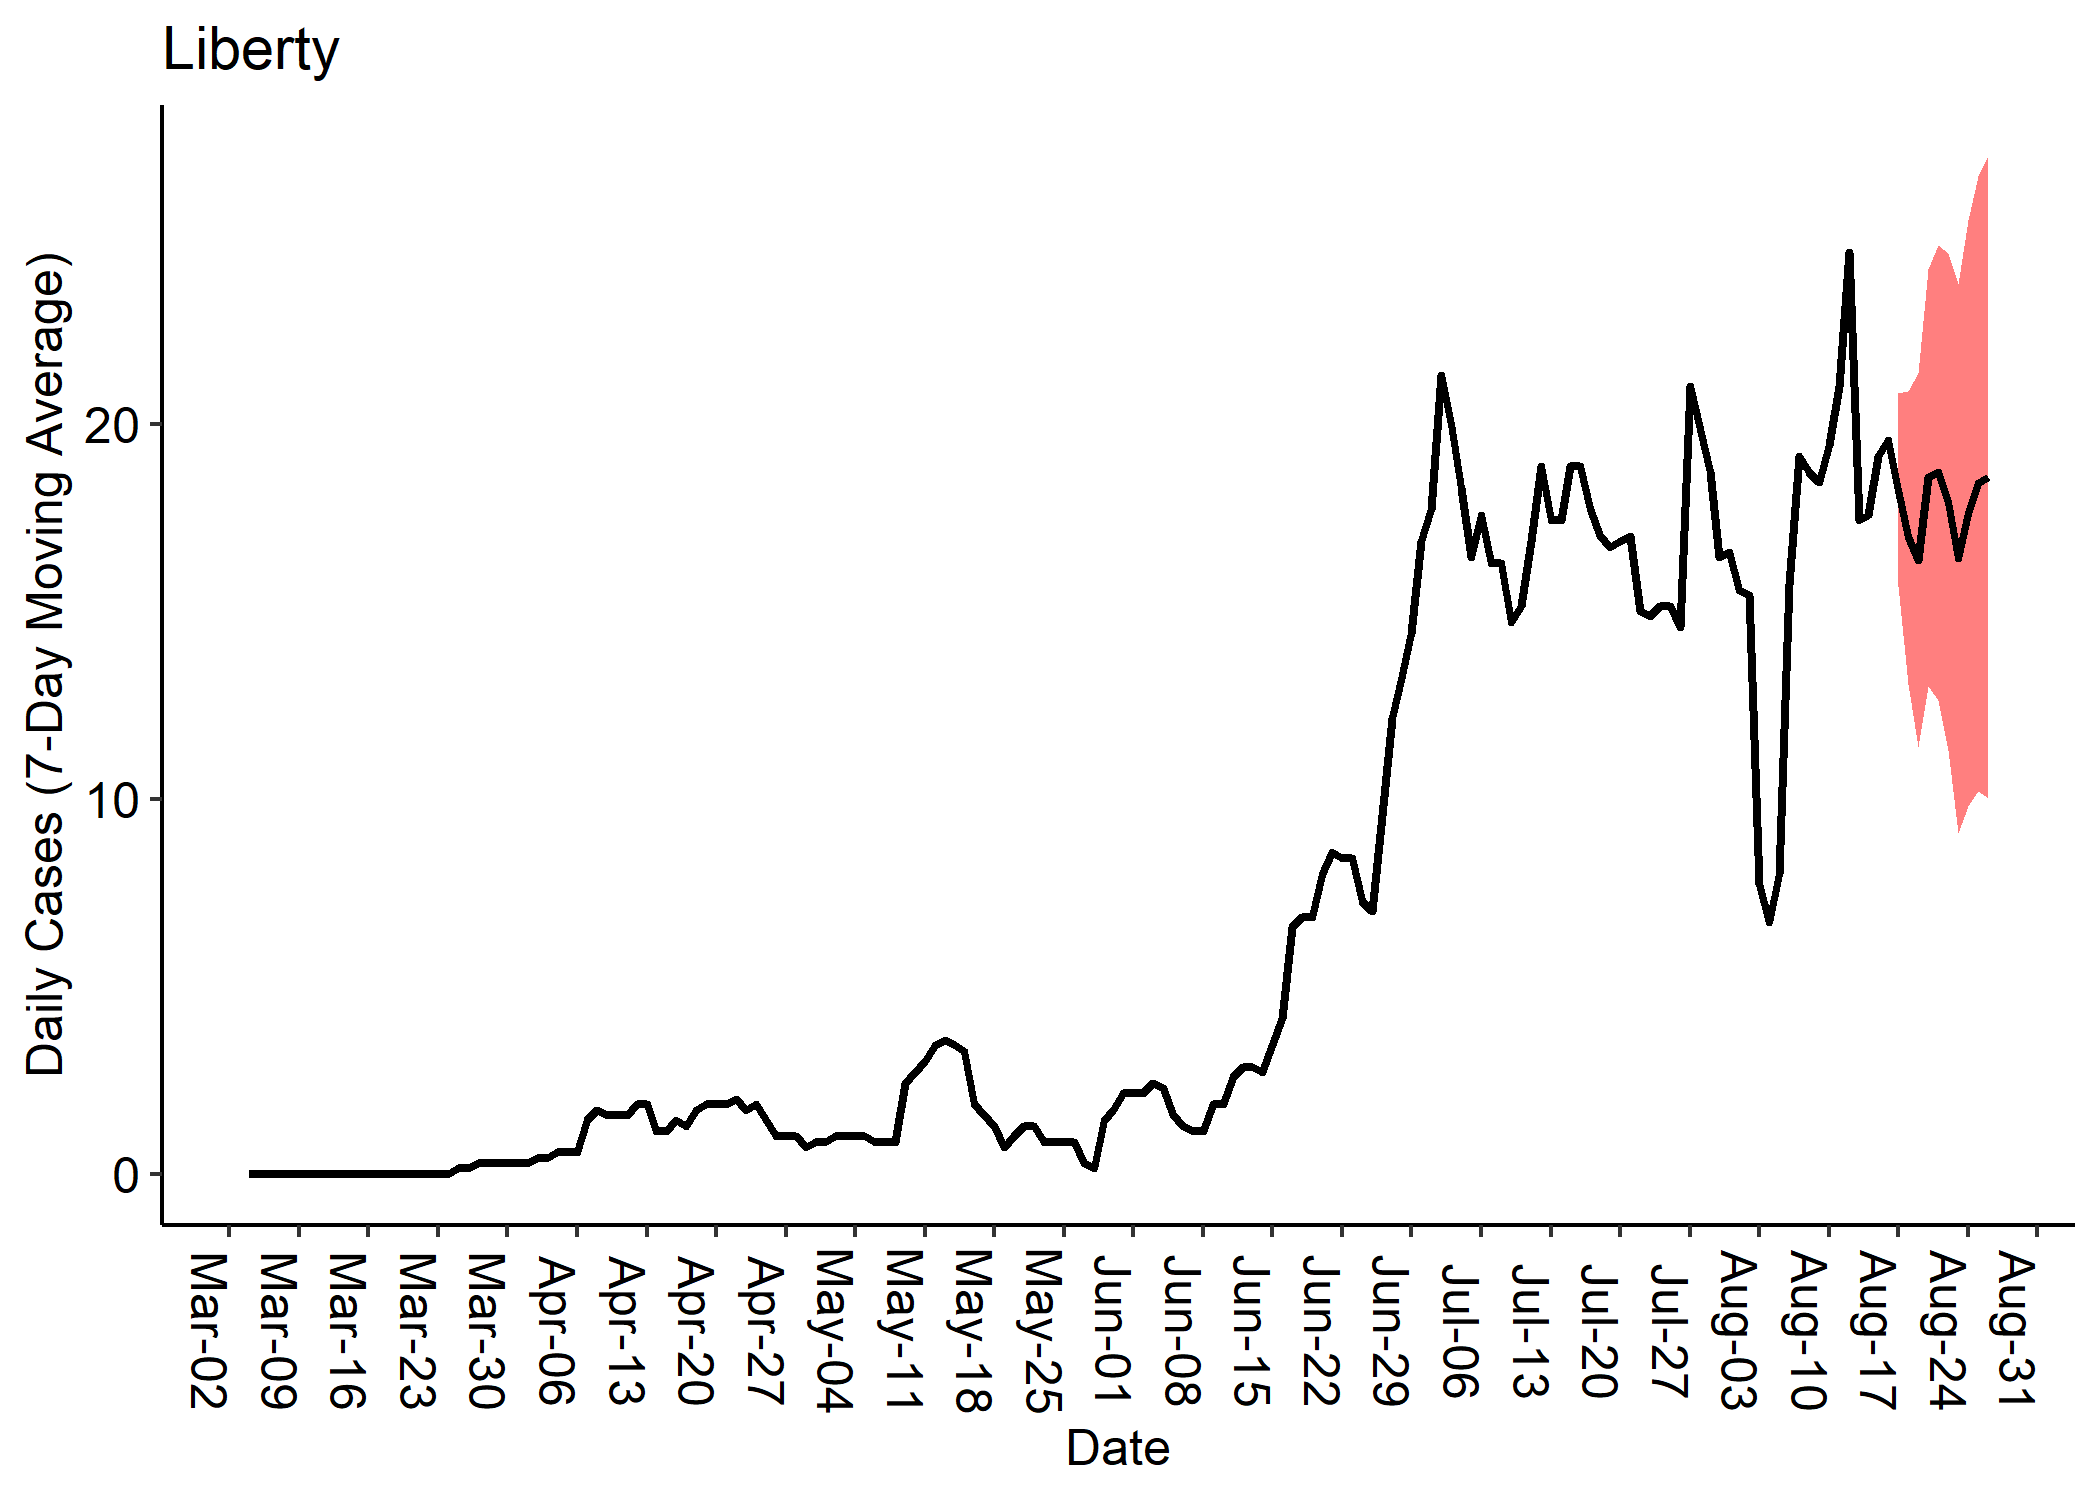 Liberty
Daily Cases (7-Day Moving Average)
20
10
0
Mar-02
Mar-09
Mar-16
Mar-23
Mar-30
Apr-06
Apr-13
Apr-20
Apr-27
May-04
May-11
May-18
May-25
Jun-01
Jun-08
Jun-15
Jun-22
Jun-29
Jul-06
Jul-13
Jul-20
Jul-27
Aug-03
Aug-10
Aug-17
Aug-24
Aug-31
Date